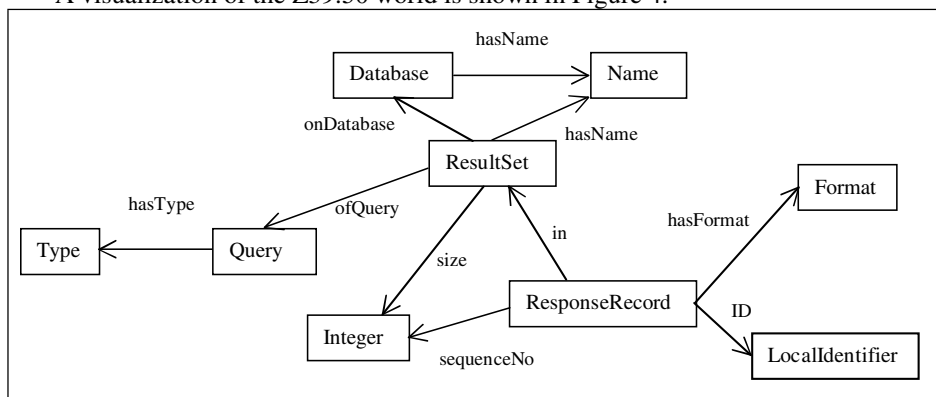 A visualization of the Z39.50 world is shown in Figure 4.
hasName
Database
Name
onDatabase
hasName
ResultSet
Format
hasType
ofQuery
hasFormat
Type
Query
size
in
ResponseRecord
ID
Integer
sequenceNo
LocalIdentifier